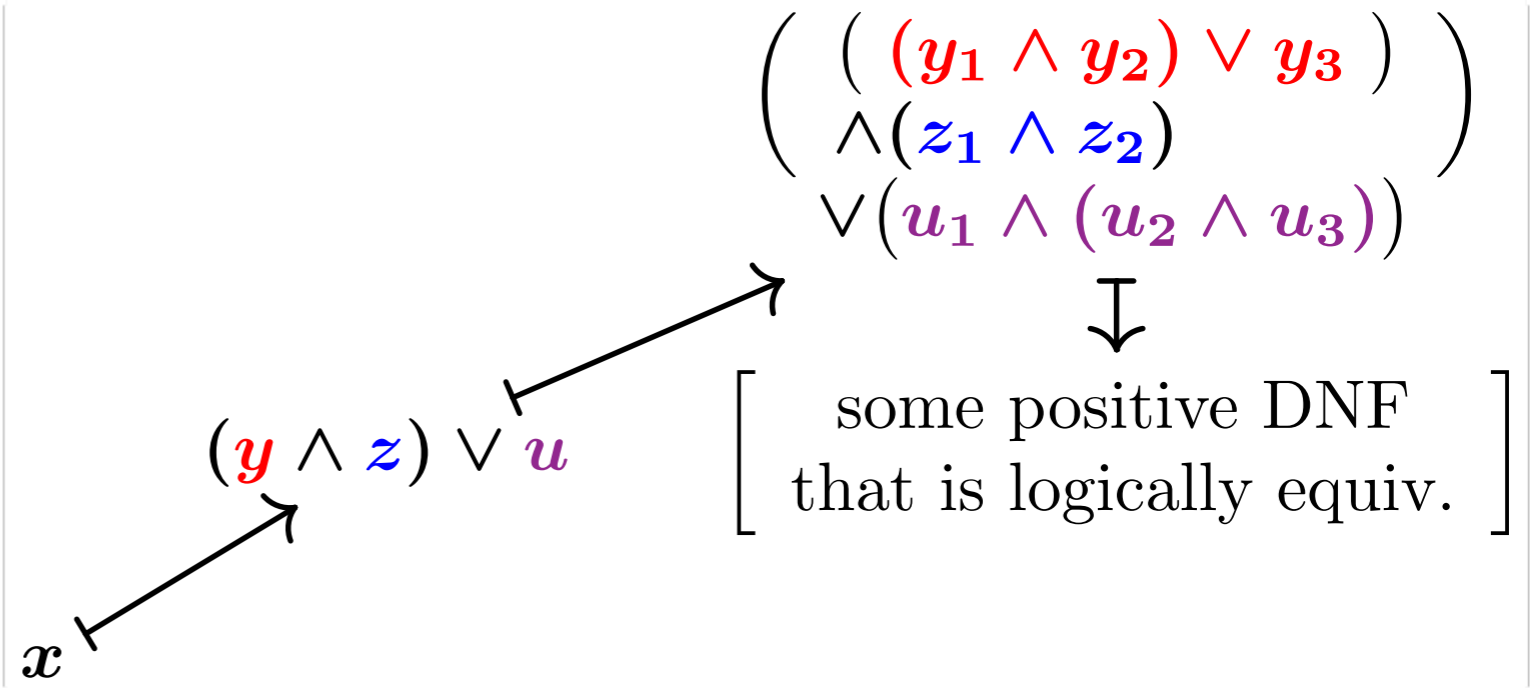 ( ( (y₁ ∧ y₂) ∨ y₃ )
∧(z₁ ∧ z₂) )
∨(u₁ ∧ (u₂ ∧ u₃))
(y ∧ z) ∨ u
[ some positive DNF
that is logically equiv. ]
x